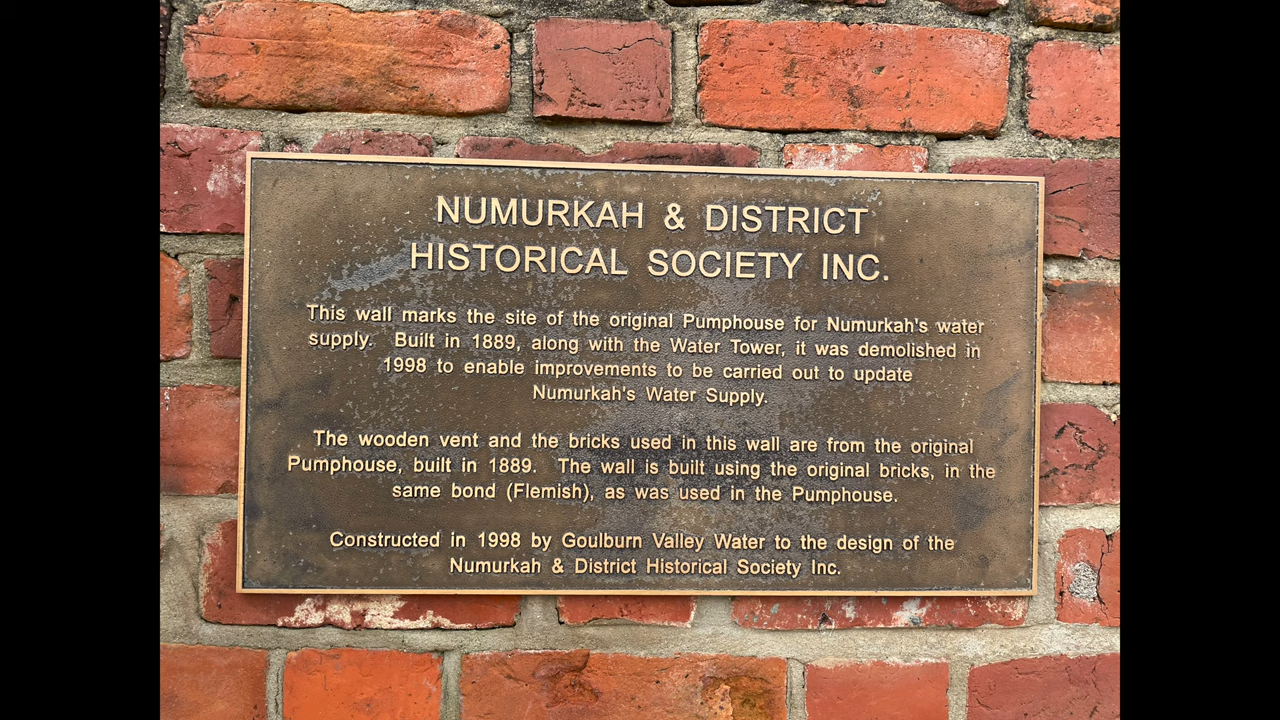 NUMURKAH & DISTRICT
HISTORICAL SOCIETY INC.
This wall marks the site of the original Pumphouse for Numurkah's water
supply. Built in 1889, along with the Water Tower, it was demolished in
1998 to enable improvements to be carried out to update
Numurkah's Water Supply.
The wooden vent and the bricks used in this wall are from the original
Pumphouse, built in 1889. The wall is built using the original bricks, in the
same bond (Flemish), as was used in the Pumphouse.
Constructed in 1998 by Goulburn Valley Water to the design of the
Numurkah & District Historical Society Inc.